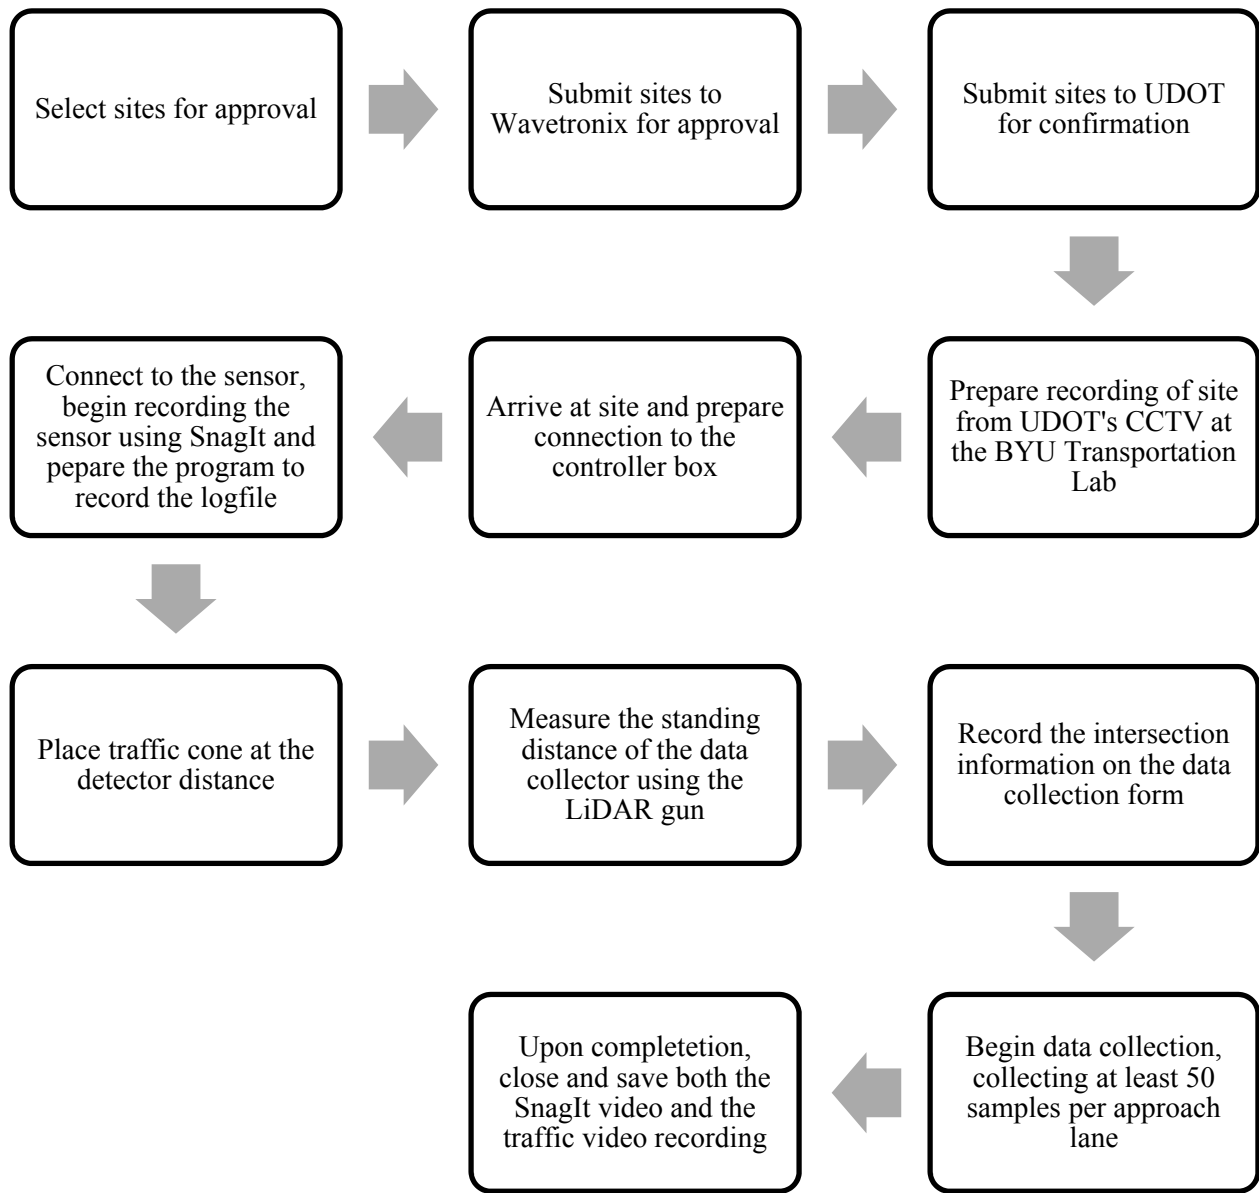 Select sites for approval
Submit sites to
Wavetronix for approval
Submit sites to UDOT
for confirmation
Prepare recording of site
from UDOT's CCTV at
the BYU Transportation
Lab
Arrive at site and prepare
connection to the
controller box
Connect to the sensor,
begin recording the
sensor using SnagIt and
pepare the program to
record the logfile
Place traffic cone at the
detector distance
Measure the standing
distance of the data
collector using the
LiDAR gun
Record the intersection
information on the data
collection form
Begin data collection,
collecting at least 50
samples per approach
lane
Upon completetion,
close and save both the
SnagIt video and the
traffic video recording